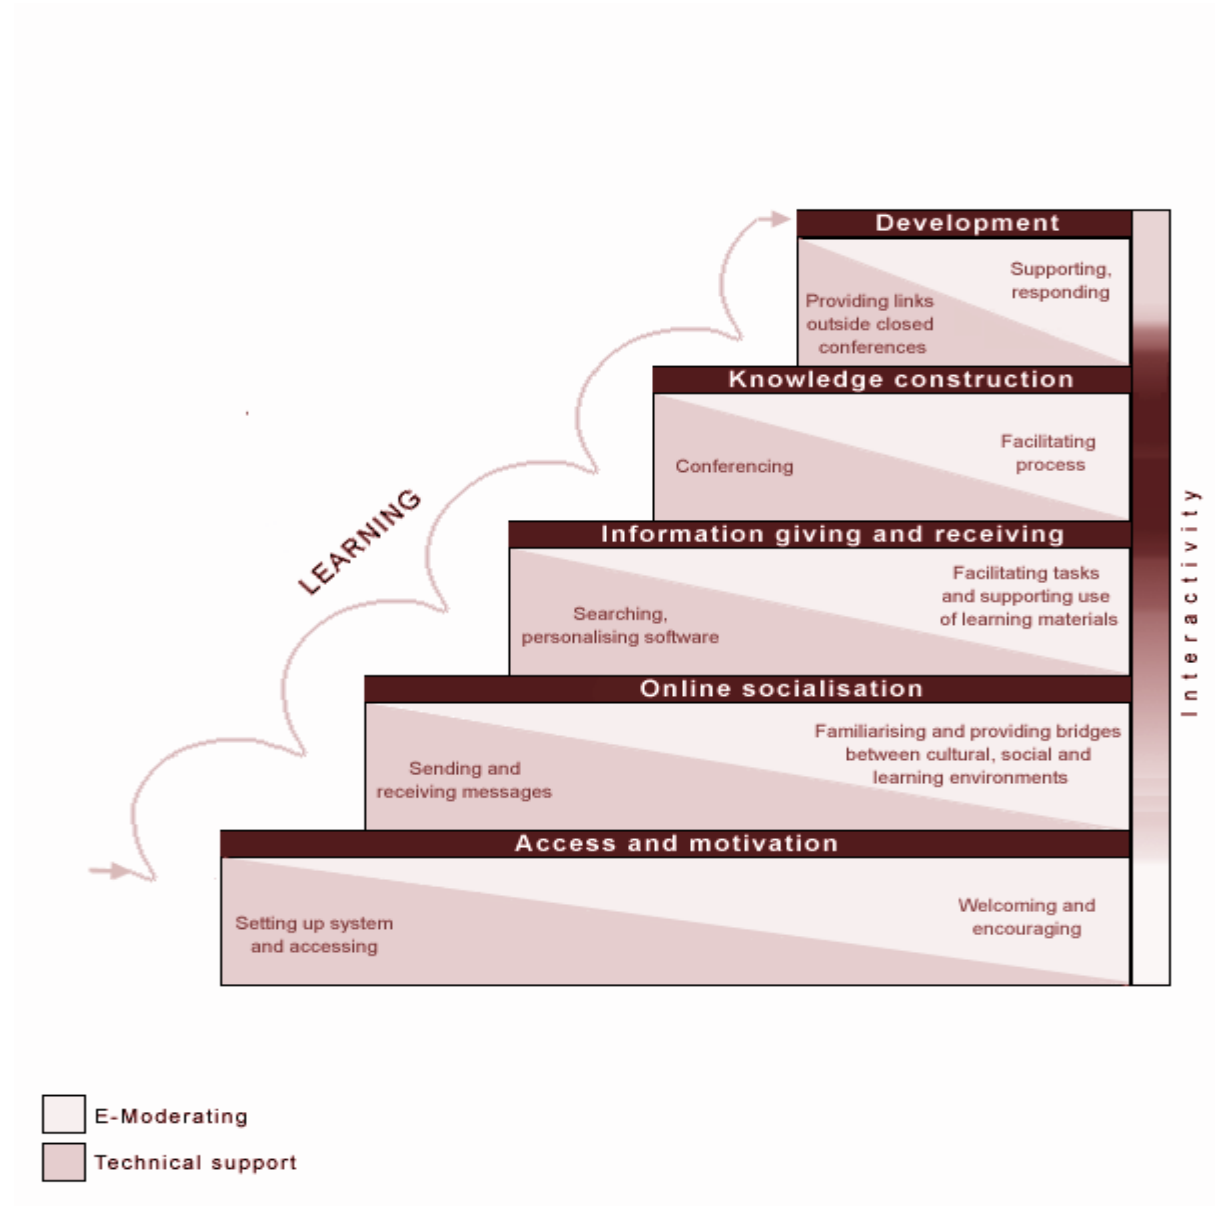 Development
Supporting,
responding
Providing links
outside closed
conferences
Knowledge construction
Facilitating
process
Conferencing
Information giving and receiving
Facilitating tasks
and supporting use
of learning materials
Searching,
personalising software
Online socialisation
Familiarising and providing bridges
between cultural, social and
learning environments
Sending and
receiving messages
Access and motivation
Welcoming and
encouraging
Setting up system
and accessing
LEARNING
Interactivity
E-Moderating
Technical support